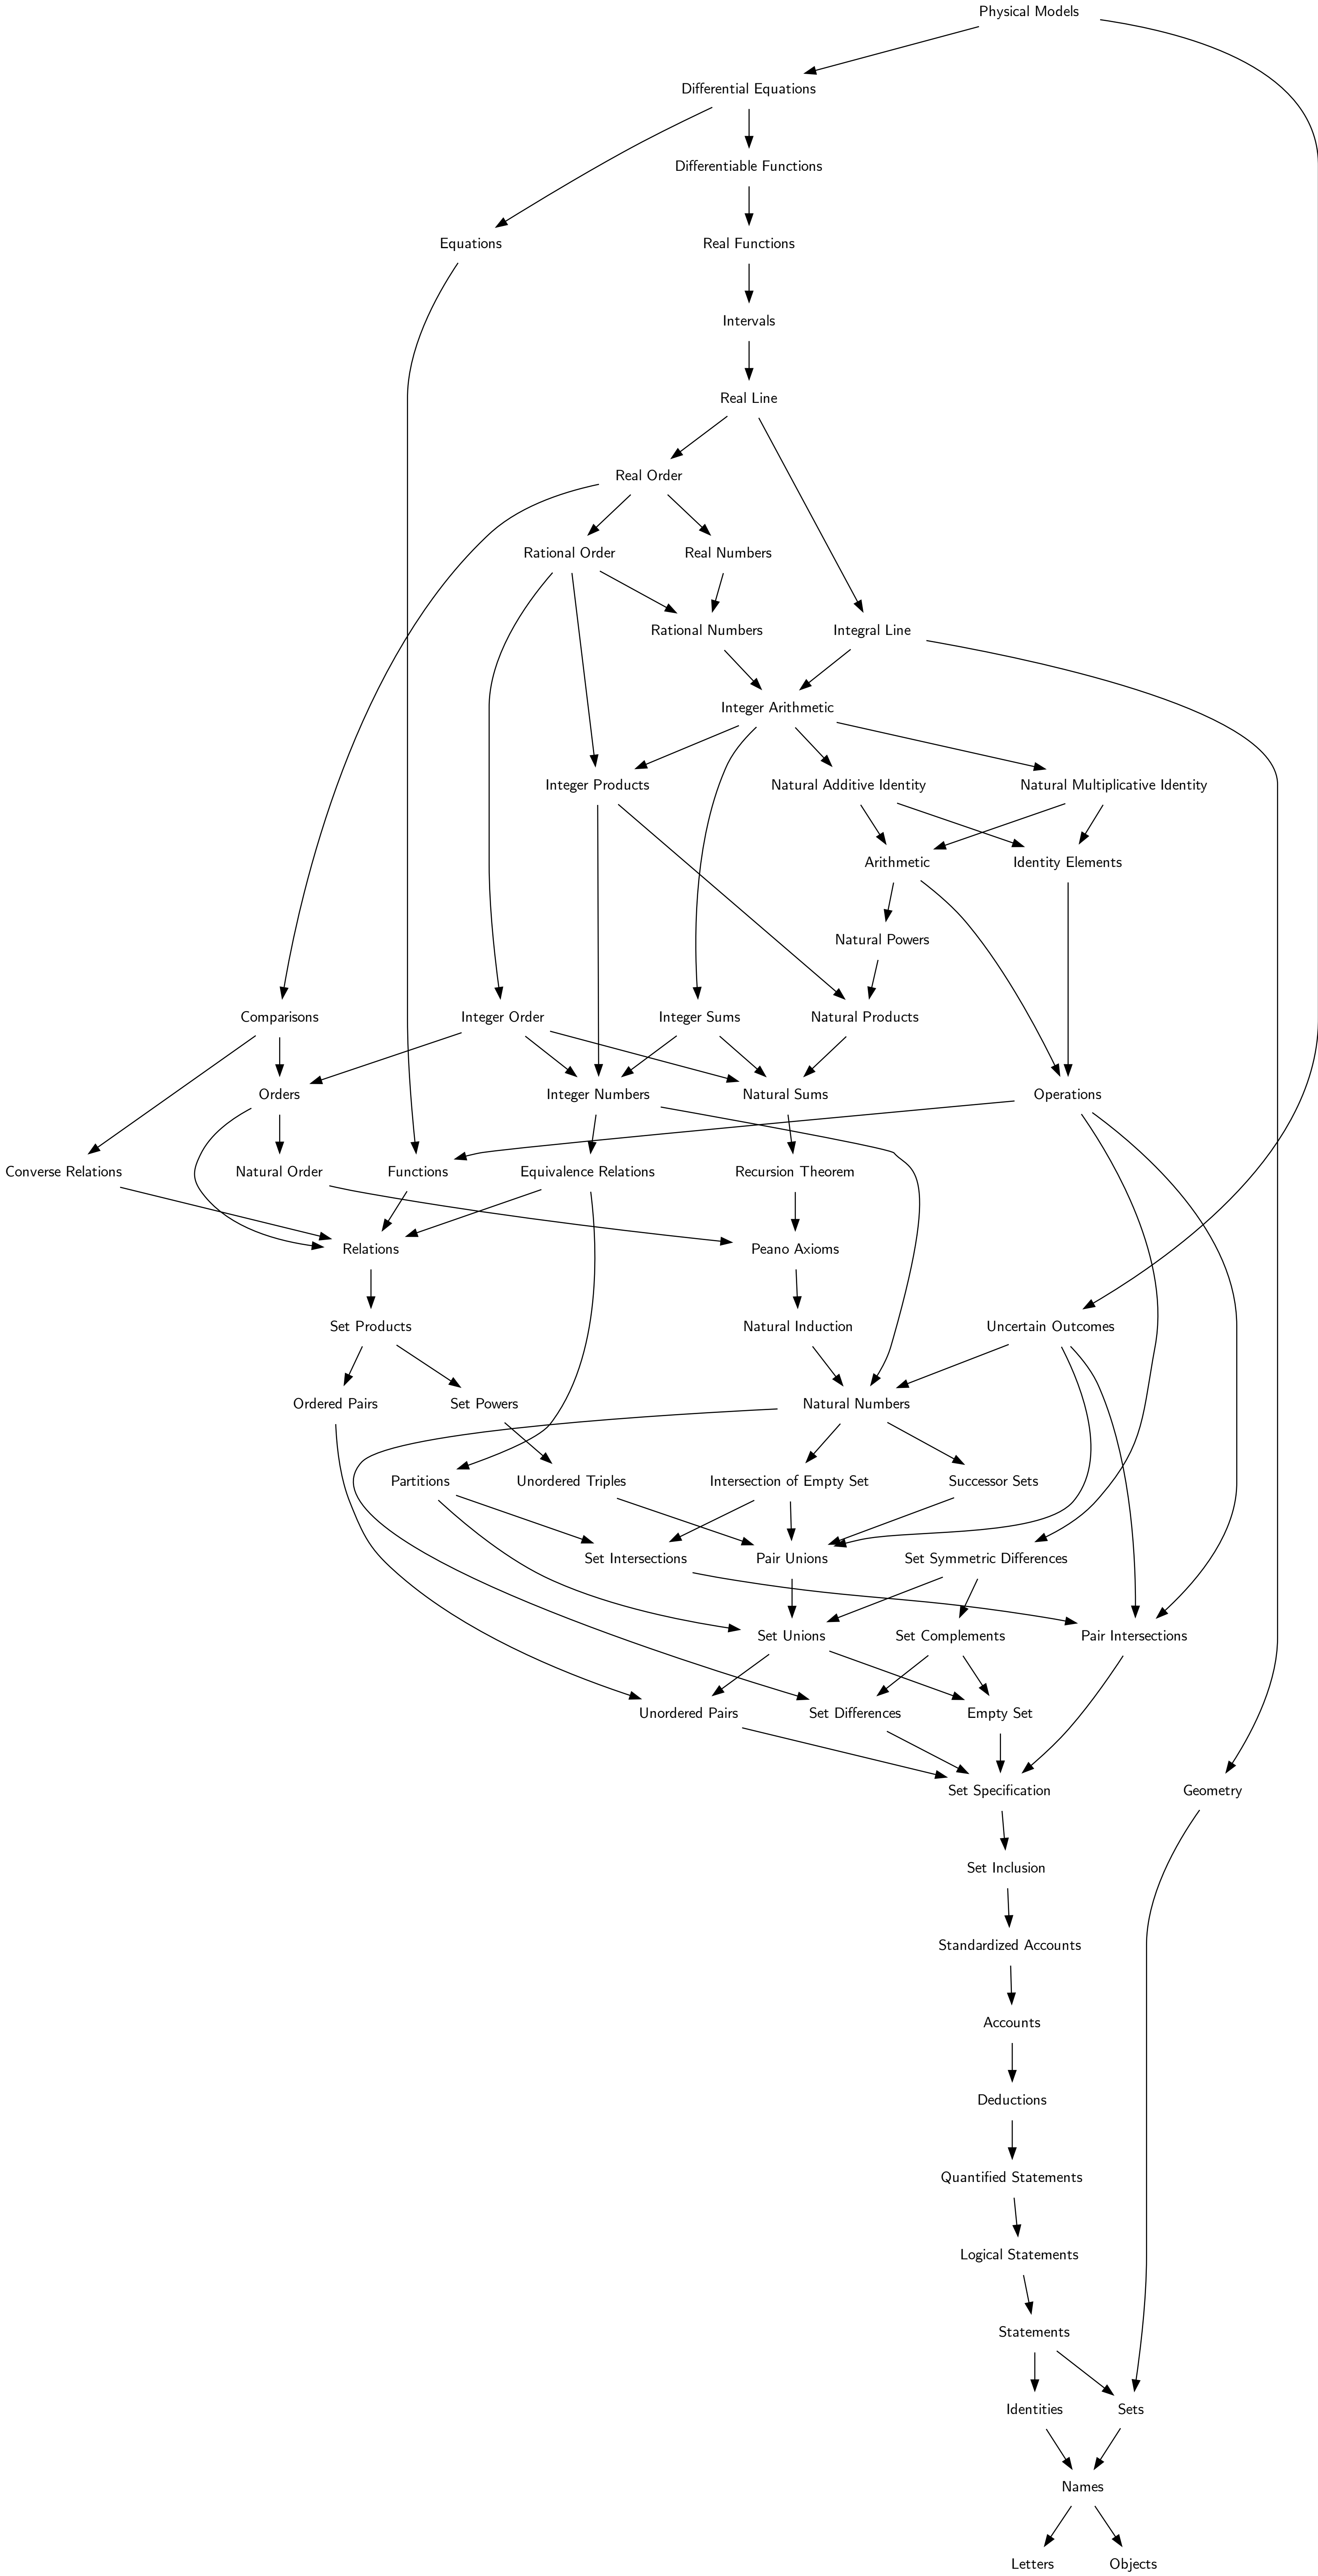 Physical Models
Differential Equations
Differentiable Functions
Equations
Real Functions
Intervals
Real Line
Real Order
Rational Order
Real Numbers
Rational Numbers
Integral Line
Integer Arithmetic
Integer Products
Natural Additive Identity
Natural Multiplicative Identity
Arithmetic
Identity Elements
Natural Powers
Comparisons
Integer Order
Integer Sums
Natural Products
Orders
Integer Numbers
Natural Sums
Operations
Converse Relations
Natural Order
Functions
Equivalence Relations
Recursion Theorem
Relations
Peano Axioms
Set Products
Natural Induction
Uncertain Outcomes
Ordered Pairs
Set Powers
Natural Numbers
Partitions
Unordered Triples
Intersection of Empty Set
Successor Sets
Set Intersections
Pair Unions
Set Symmetric Differences
Set Unions
Set Complements
Pair Intersections
Unordered Pairs
Set Differences
Empty Set
Set Specification
Geometry
Set Inclusion
Standardized Accounts
Accounts
Deductions
Quantified Statements
Logical Statements
Statements
Identities
Sets
Names
Letters
Objects